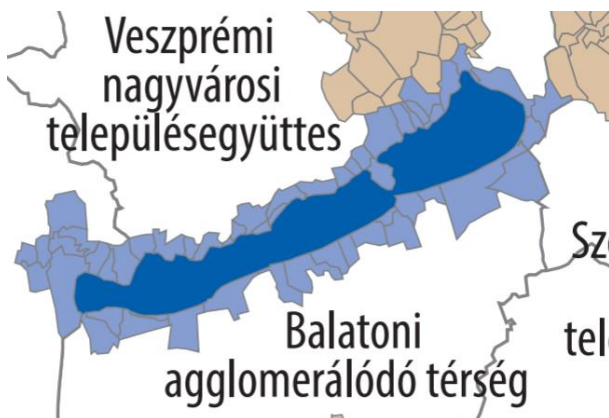 Veszprémi
nagyvárosi
településegyüttes
Balatoni
agglomerálódó térség